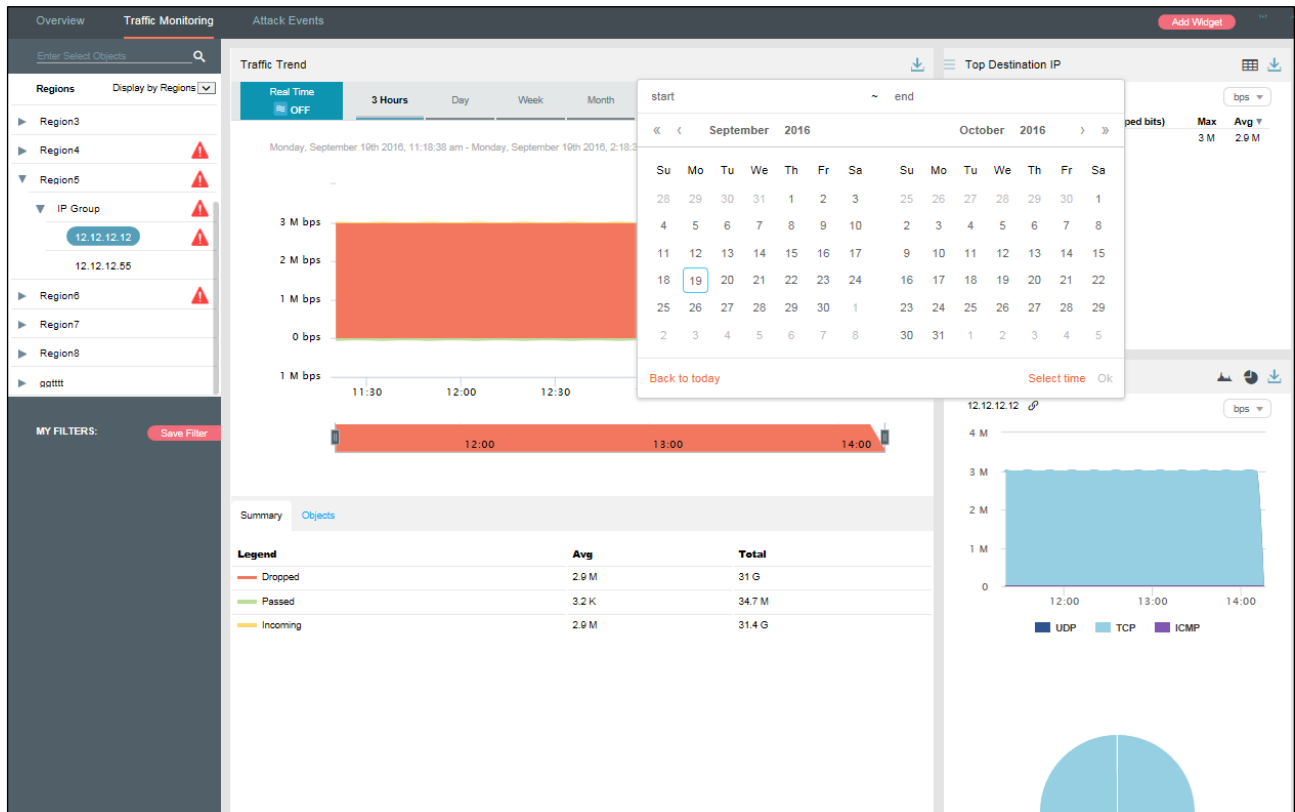 Overview Traffic Monitoring Attack Events Add Widget
Enter Select Objects
Regions Display by Regions
Region3
Region4
Region5
IP Group
12.12.12.12
12.12.12.55
Region6
Region7
Region8
ggtttt
MY FILTERS: Save Filter
Traffic Trend
Real Time
OFF
3 Hours Day Week Month
Monday, September 19th 2016, 11:18:38 am - Monday, September 19th 2016, 2:18:3
3 M bps
2 M bps
1 M bps
0 bps
1 M bps
11:30 12:00 12:30
12:00 13:00 14:00
Summary Objects
Legend Avg Total
Dropped 2.9 M 31 G
Passed 3.2 K 34.7 M
Incoming 2.9 M 31.4 G
start ~ end
« ‹ September 2016 October 2016 › »
Su Mo Tu We Th Fr Sa Su Mo Tu We Th Fr Sa
28 29 30 31 1 2 3 25 26 27 28 29 30 1
4 5 6 7 8 9 10 2 3 4 5 6 7 8
11 12 13 14 15 16 17 9 10 11 12 13 14 15
18 19 20 21 22 23 24 16 17 18 19 20 21 22
25 26 27 28 29 30 1 23 24 25 26 27 28 29
2 3 4 5 6 7 8 30 31 1 2 3 4 5
Back to today Select time Ok
Top Destination IP
bps
ped bits) Max Avg
3 M 2.9 M
12.12.12.12 bps
4 M
3 M
2 M
1 M
0
12:00 13:00 14:00
UDP TCP ICMP